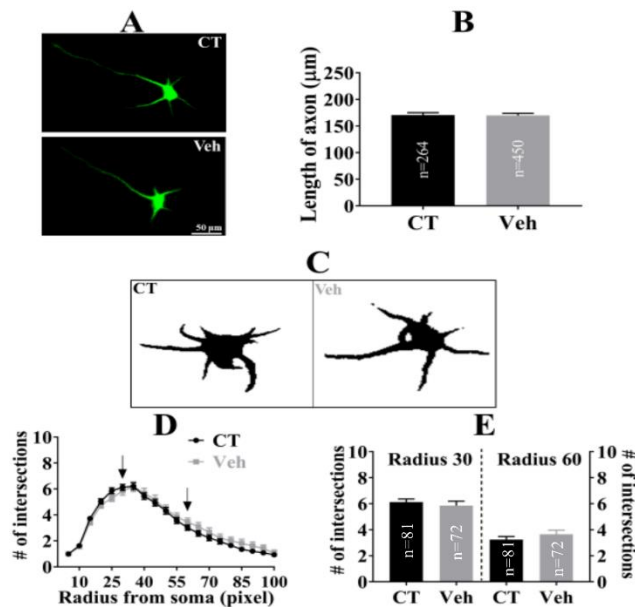 A
CT
Veh
50 µm
B
Length of axon (µm)
250
200
150
100
50
0
n=264
n=450
CT
Veh
C
CT
Veh
D
CT
Veh
# of intersections
10
8
6
4
2
0
10
25
40
55
70
85
100
Radius from soma (pixel)
E
# of intersections
10
8
6
4
2
0
Radius 30
Radius 60
n=81
n=72
n=81
n=72
CT
Veh
CT
Veh
10
8
6
4
2
0
# of intersections